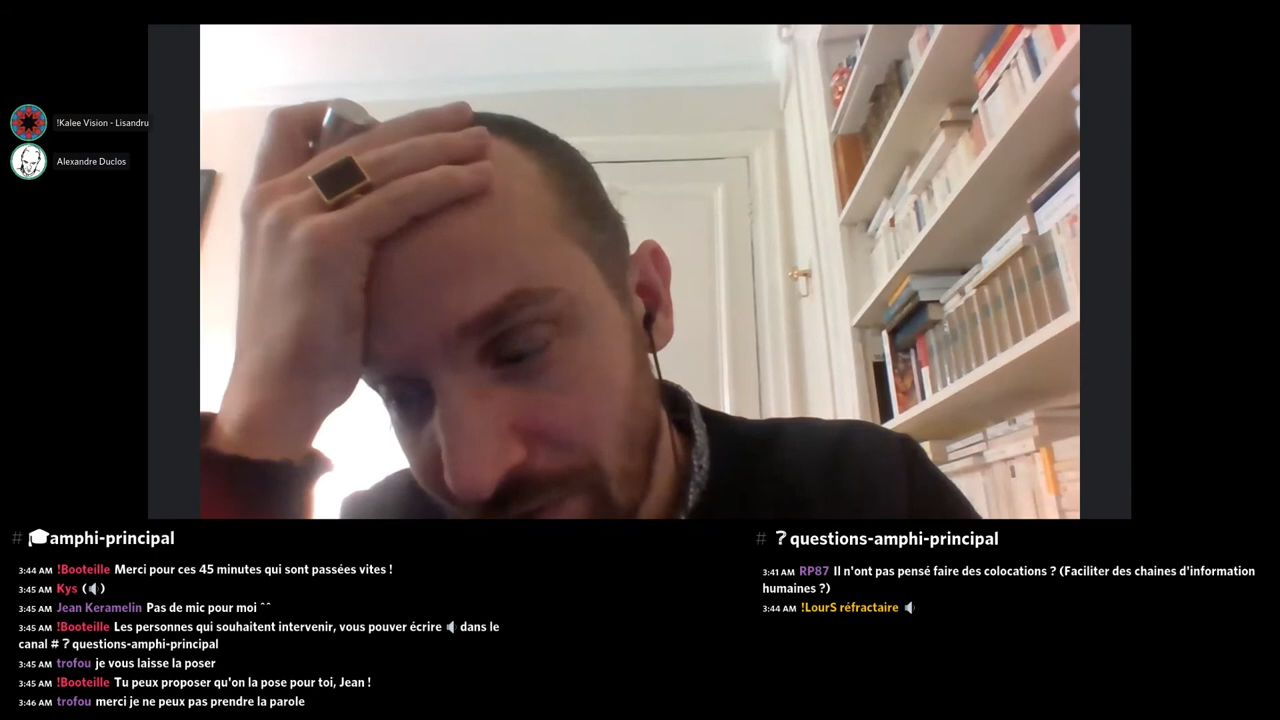 !Kalee Vision - Lisandru
Alexandre Duclos
# 🎓amphi-principal
3:44 AM !Booteille Merci pour ces 45 minutes qui sont passées vites !
3:45 AM Kys (🔈)
3:45 AM Jean Keramelin Pas de mic pour moi ^^
3:45 AM !Booteille Les personnes qui souhaitent intervenir, vous pouver écrire 🔈 dans le
canal # ❔questions-amphi-principal
3:45 AM trofou je vous laisse la poser
3:45 AM !Booteille Tu peux proposer qu'on la pose pour toi, Jean !
3:46 AM trofou merci je ne peux pas prendre la parole
# ❔questions-amphi-principal
3:41 AM RP87 Il n'ont pas pensé faire des colocations ? (Faciliter des chaines d'information
humaines ?)
3:44 AM !LourS réfractaire 🔈